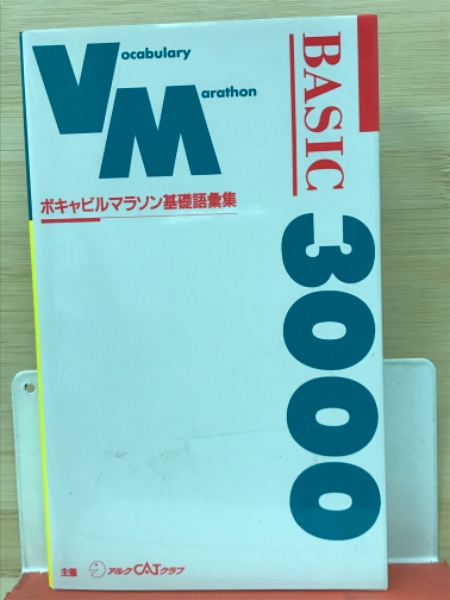 Vocabulary
Marathon
ボキャビルマラソン基礎語彙集
BASIC
3000
主催 アルク CATクラブ